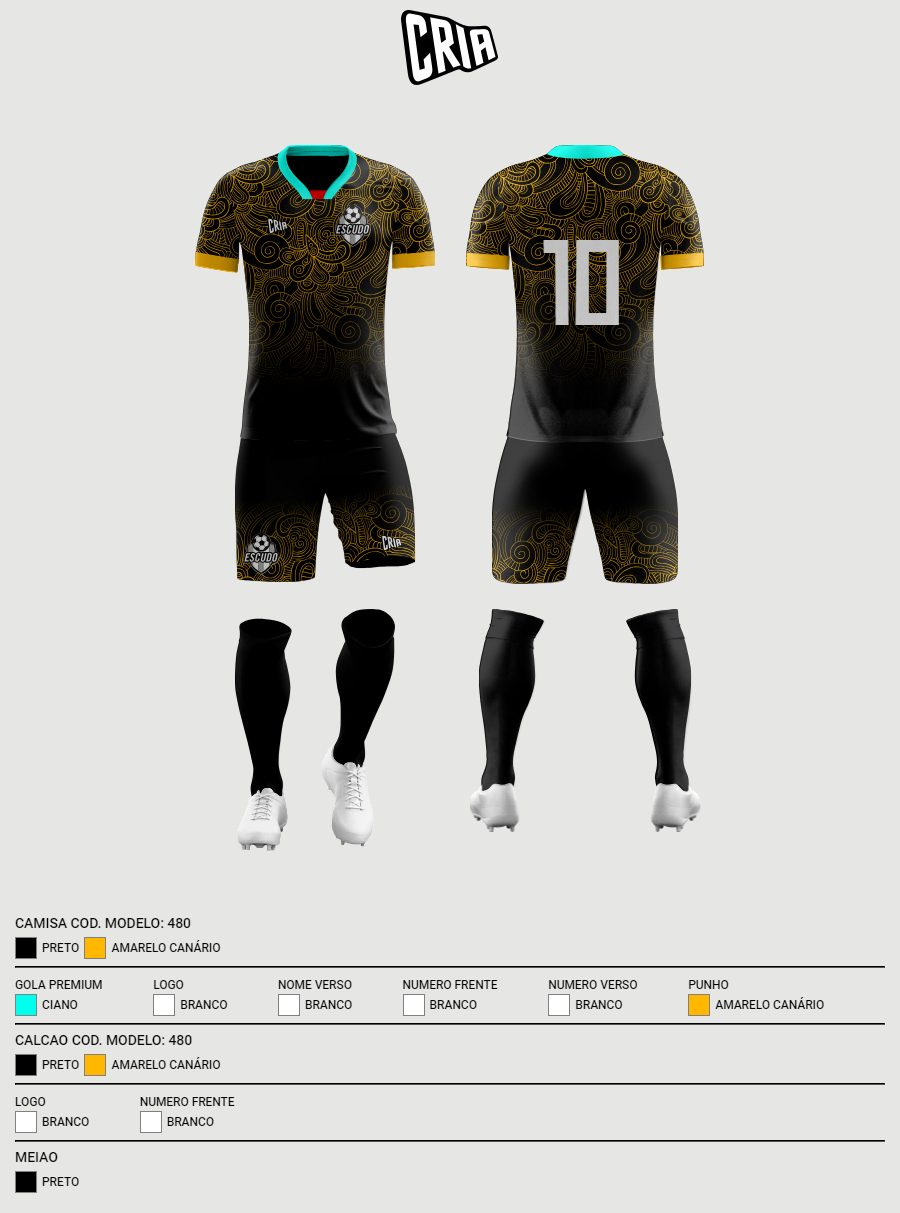 CRIA
CRIA
ESCUDO
10
ESCUDO
CRIA
CAMISA COD. MODELO: 480
PRETO AMARELO CANÁRIO
GOLA PREMIUM LOGO NOME VERSO NUMERO FRENTE NUMERO VERSO PUNHO
CIANO BRANCO BRANCO BRANCO BRANCO AMARELO CANÁRIO
CALCAO COD. MODELO: 480
PRETO AMARELO CANÁRIO
LOGO NUMERO FRENTE
BRANCO BRANCO
MEIAO
PRETO